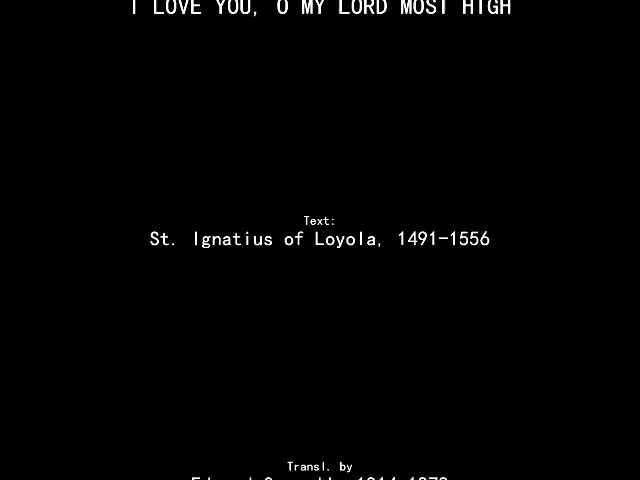 I LOVE YOU, O MY LORD MOST HIGH
Text:
St. Ignatius of Loyola, 1491-1556
Transl. by